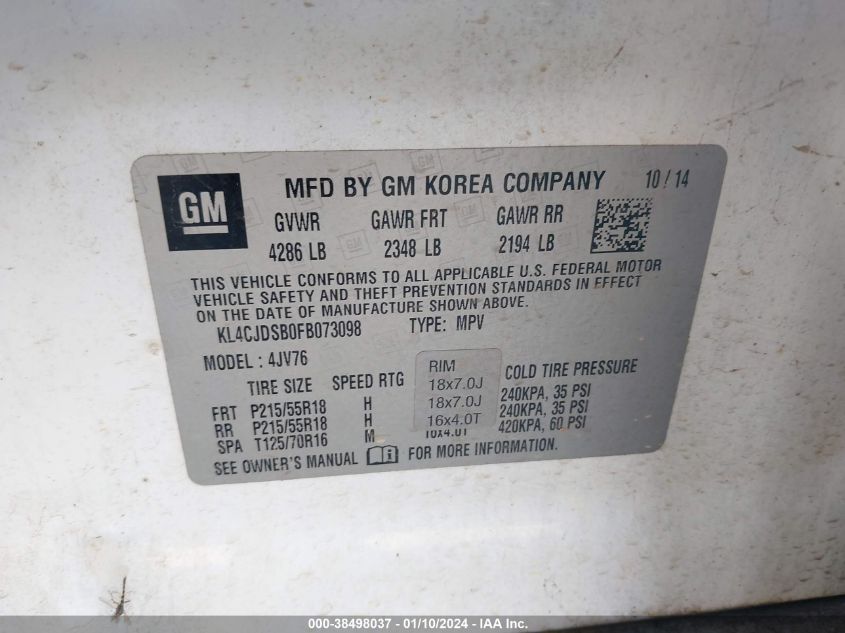 GM MFD BY GM KOREA COMPANY 10 / 14
GVWR GAWR FRT GAWR RR
4286 LB 2348 LB 2194 LB
THIS VEHICLE CONFORMS TO ALL APPLICABLE U.S. FEDERAL MOTOR
VEHICLE SAFETY AND THEFT PREVENTION STANDARDS IN EFFECT
ON THE DATE OF MANUFACTURE SHOWN ABOVE.
KL4CJDSB0FB073098 TYPE: MPV
MODEL : 4JV76
TIRE SIZE SPEED RTG RIM COLD TIRE PRESSURE
FRT P215/55R18 H 18x7.0J 240KPA, 35 PSI
RR P215/55R18 H 18x7.0J 240KPA, 35 PSI
SPA T125/70R16 M 16x4.0T 420KPA, 60 PSI
16x4.0T
SEE OWNER'S MANUAL i FOR MORE INFORMATION.
000-38498037 - 01/10/2024 - IAA Inc.